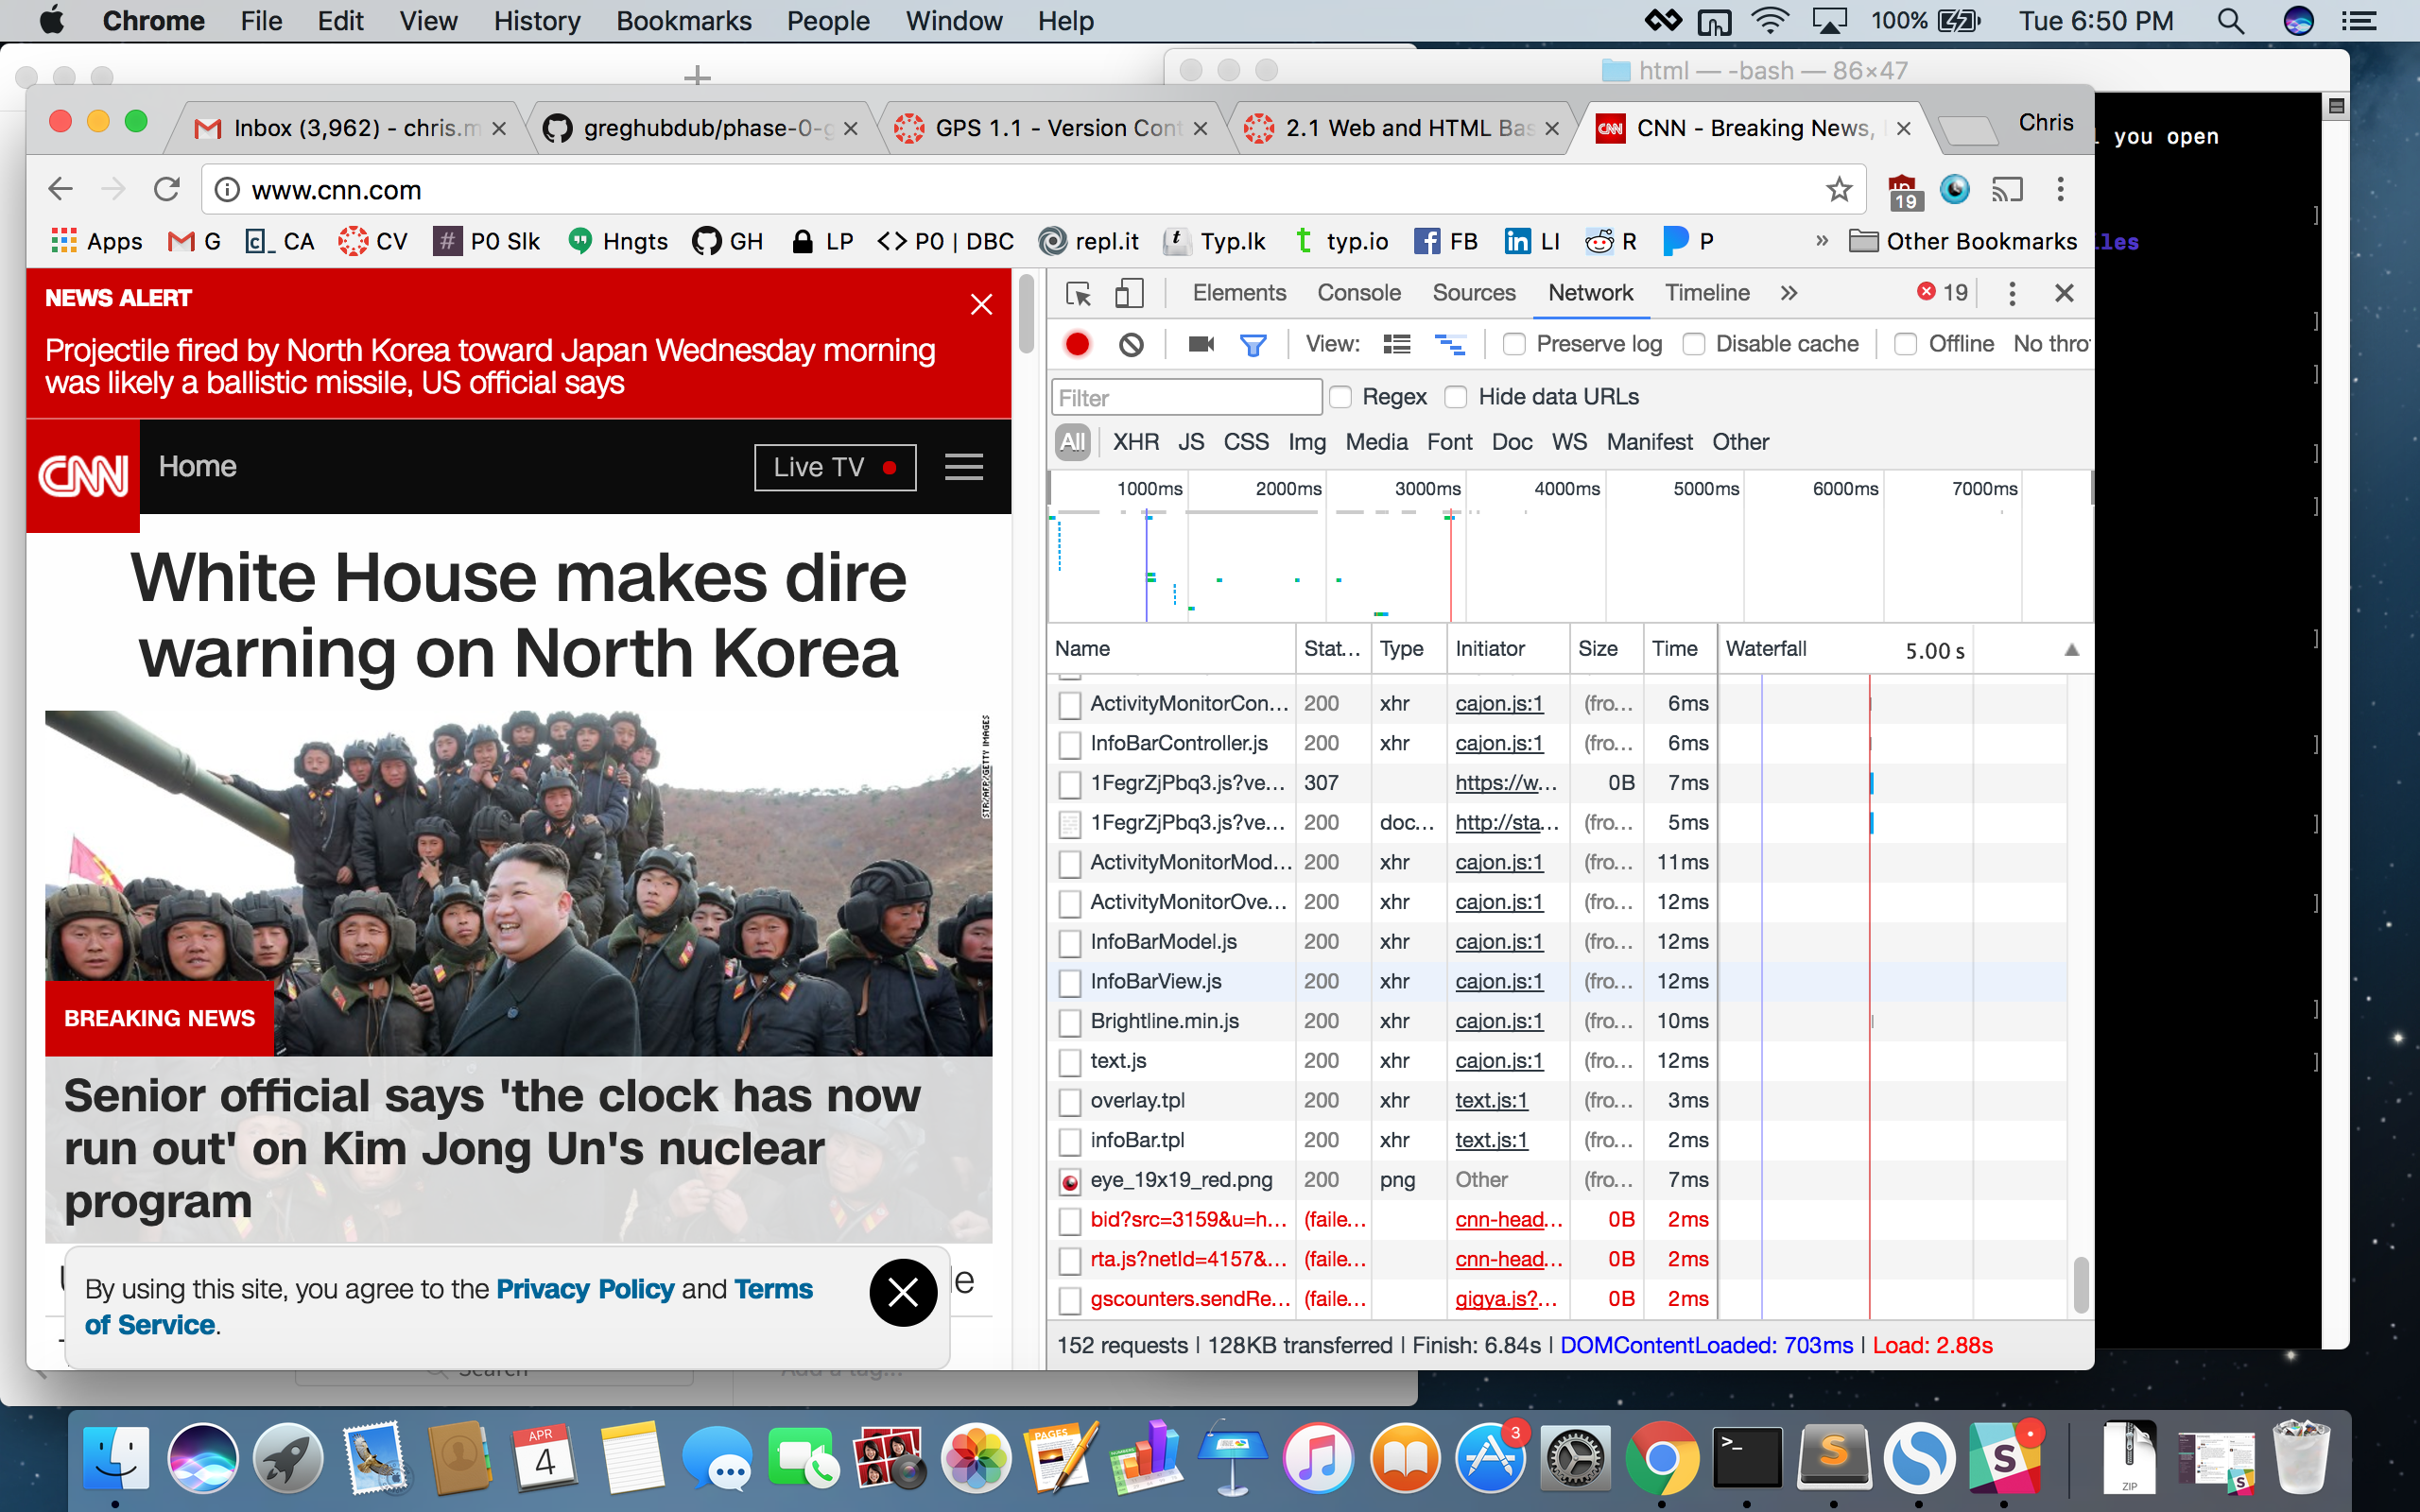 Chrome File Edit View History Bookmarks People Window Help 100% Tue 6:50 PM
html — -bash — 86×47
Inbox (3,962) - chris.m greghubdub/phase-0-g GPS 1.1 - Version Cont 2.1 Web and HTML Bas CNN - Breaking News, Chris
you open
www.cnn.com 19
Apps G CA CV P0 Slk Hngts GH LP <> P0 | DBC repl.it Typ.lk typ.io FB LI R P » Other Bookmarks
lles
NEWS ALERT
Projectile fired by North Korea toward Japan Wednesday morning
was likely a ballistic missile, US official says
CNN Home Live TV
White House makes dire
warning on North Korea
STR/AFP/GETTY IMAGES
BREAKING NEWS
Senior official says 'the clock has now
run out' on Kim Jong Un's nuclear
program
By using this site, you agree to the Privacy Policy and Terms
of Service.
Elements Console Sources Network Timeline » 19
View: Preserve log Disable cache Offline No thro
Filter Regex Hide data URLs
All XHR JS CSS Img Media Font Doc WS Manifest Other
1000ms 2000ms 3000ms 4000ms 5000ms 6000ms 7000ms
Name Stat... Type Initiator Size Time Waterfall 5.00 s
ActivityMonitorCon... 200 xhr cajon.js:1 (fro... 6ms
InfoBarController.js 200 xhr cajon.js:1 (fro... 6ms
1FegrZjPbq3.js?ve... 307 https://w... 0B 7ms
1FegrZjPbq3.js?ve... 200 doc... http://sta... (fro... 5ms
ActivityMonitorMod... 200 xhr cajon.js:1 (fro... 11ms
ActivityMonitorOve... 200 xhr cajon.js:1 (fro... 12ms
InfoBarModel.js 200 xhr cajon.js:1 (fro... 12ms
InfoBarView.js 200 xhr cajon.js:1 (fro... 12ms
Brightline.min.js 200 xhr cajon.js:1 (fro... 10ms
text.js 200 xhr cajon.js:1 (fro... 12ms
overlay.tpl 200 xhr text.js:1 (fro... 3ms
infoBar.tpl 200 xhr text.js:1 (fro... 2ms
eye_19x19_red.png 200 png Other (fro... 7ms
bid?src=3159&u=h... (faile... cnn-head... 0B 2ms
rta.js?netId=4157&... (faile... cnn-head... 0B 2ms
gscounters.sendRe... (faile... gigya.js?... 0B 2ms
152 requests | 128KB transferred | Finish: 6.84s | DOMContentLoaded: 703ms | Load: 2.88s
Search Add a tag...
APR
4
PAGES
3
ZIP